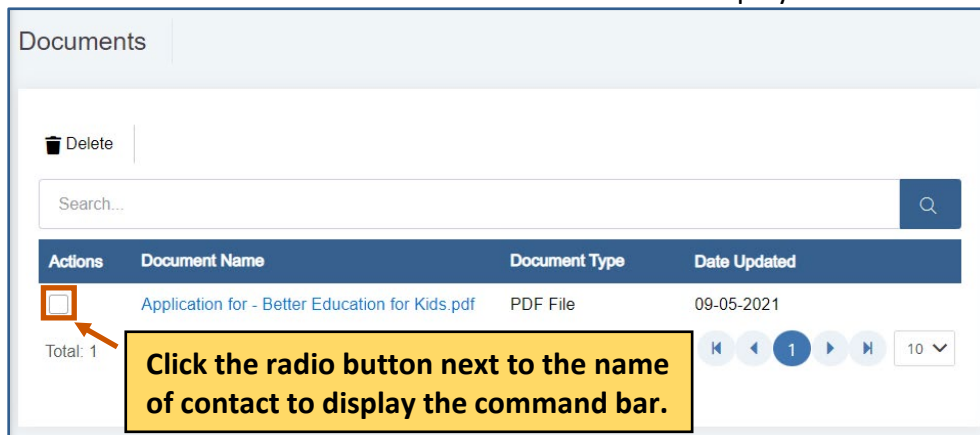 Documents
Delete
Search...
Actions Document Name Document Type Date Updated
Application for - Better Education for Kids.pdf PDF File 09-05-2021
Total: 1
1 10
Click the radio button next to the name
of contact to display the command bar.